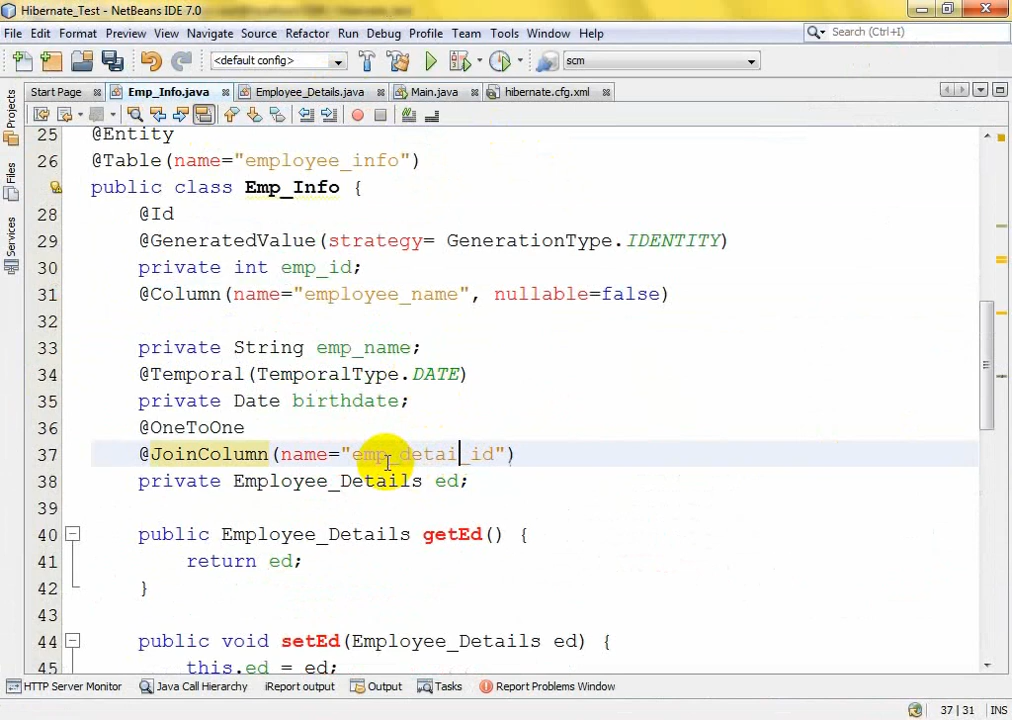 Hibernate_Test - NetBeans IDE 7.0
File Edit Format Preview View Navigate Source Refactor Run Debug Profile Team Tools Window Help
Search (Ctrl+I)
<default config>
scm
Start Page Emp_Info.java Employee_Details.java Main.java hibernate.cfg.xml
Projects
Files
Services
25 @Entity
26 @Table(name="employee_info")
public class Emp_Info {
28 @Id
29 @GeneratedValue(strategy= GenerationType.IDENTITY)
30 private int emp_id;
31 @Column(name="employee_name", nullable=false)
32
33 private String emp_name;
34 @Temporal(TemporalType.DATE)
35 private Date birthdate;
36 @OneToOne
37 @JoinColumn(name="emp_detai_id")
38 private Employee_Details ed;
39
40 public Employee_Details getEd() {
41 return ed;
42 }
43
44 public void setEd(Employee_Details ed) {
45 this.ed = ed;
HTTP Server Monitor Java Call Hierarchy iReport output Output Tasks Report Problems Window
37 | 31 INS